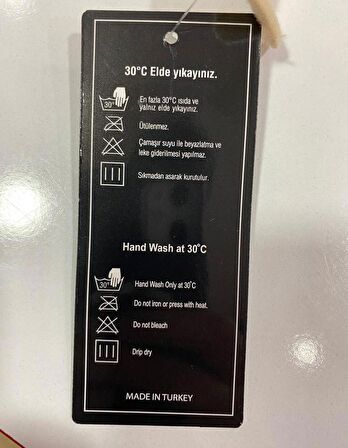 30°C Elde yıkayınız.
30°
En fazla 30°C ısıda ve
yalnız elde yıkayınız.
Ütülenmez.
Çamaşır suyu ile beyazlatma ve
leke giderilmesi yapılmaz.
Sıkmadan asarak kurutulur.
Hand Wash at 30°C
30°
Hand Wash Only at 30°C
Do not iron or press with heat.
Do not bleach
Drip dry
MADE IN TURKEY